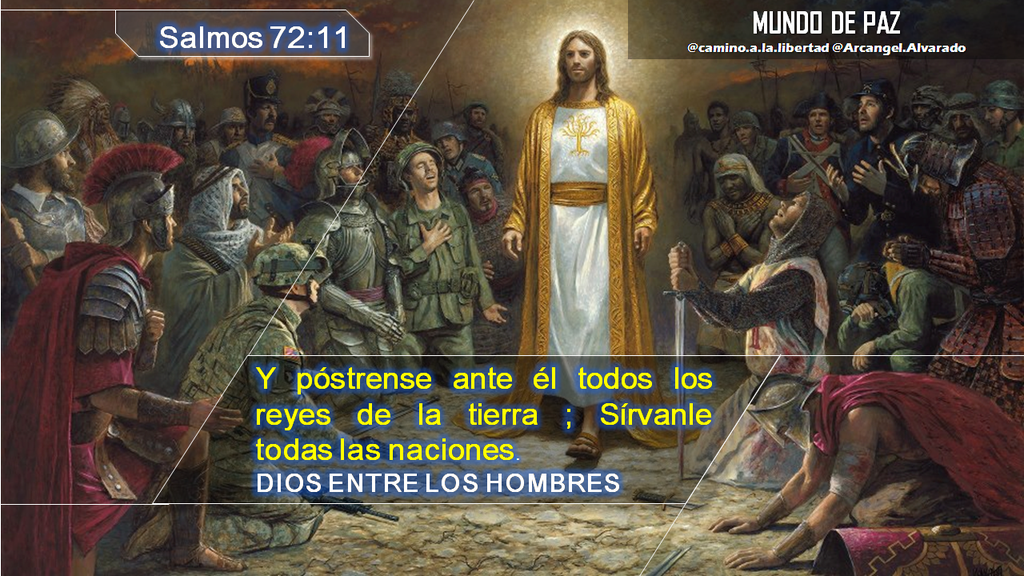 Salmos 72:11
MUNDO DE PAZ
@camino.a.la.libertad @Arcangel.Alvarado
Y póstrense ante él todos los
reyes de la tierra ; Sírvanle
todas las naciones.
DIOS ENTRE LOS HOMBRES